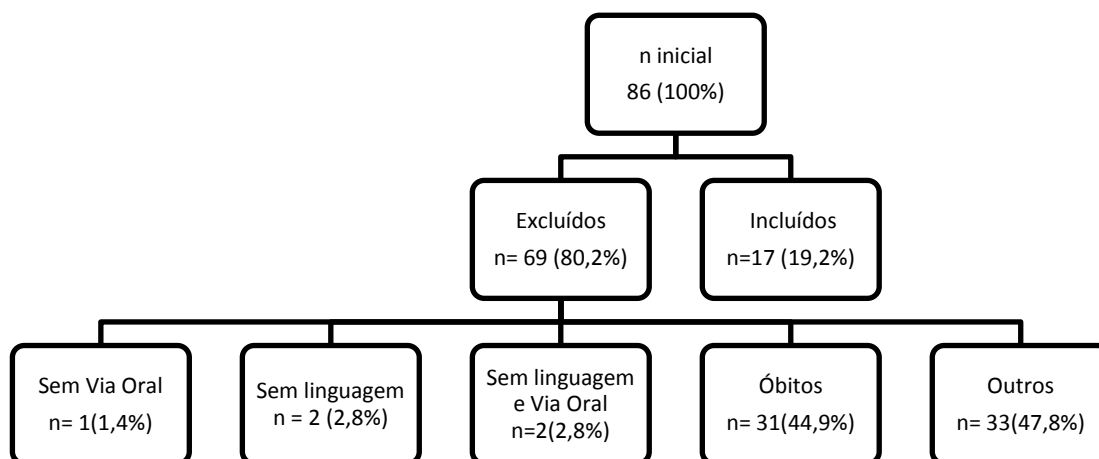 n inicial
86 (100%)
Excluídos
n= 69 (80,2%)
Incluídos
n=17 (19,2%)
Sem Via Oral
n= 1(1,4%)
Sem linguagem
n = 2 (2,8%)
Sem linguagem
e Via Oral
n=2(2,8%)
Óbitos
n= 31(44,9%)
Outros
n= 33(47,8%)